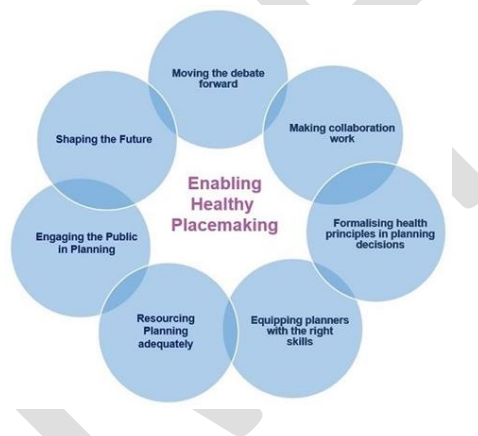 Moving the debate
forward
Making collaboration
work
Formalising health
principles in planning
decisions
Equipping planners
with the right
skills
Resourcing
Planning
adequately
Engaging the Public
in Planning
Shaping the Future
Enabling
Healthy
Placemaking